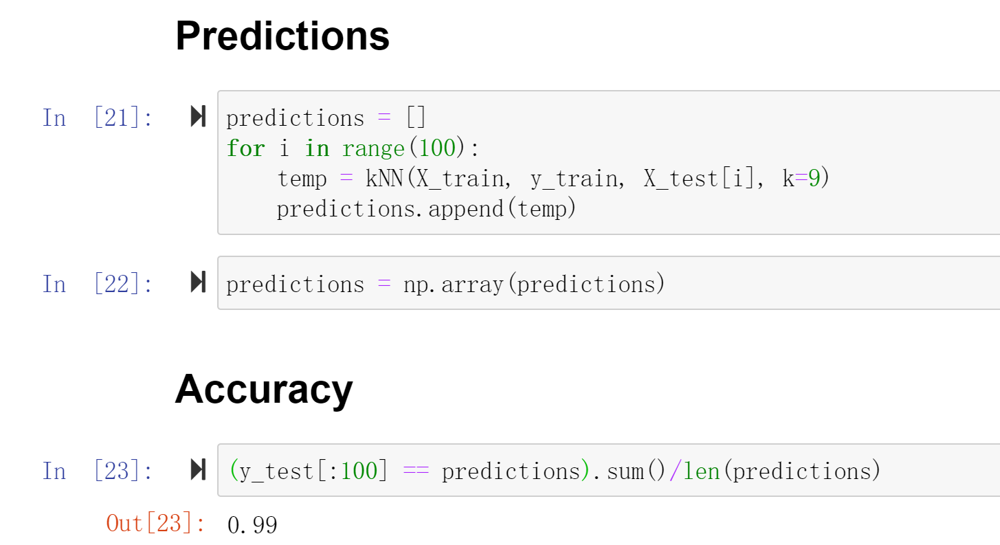 Predictions
In [21]: predictions = []
for i in range(100):
    temp = kNN(X_train, y_train, X_test[i], k=9)
    predictions.append(temp)
In [22]: predictions = np.array(predictions)
Accuracy
In [23]: (y_test[:100] == predictions).sum()/len(predictions)
Out[23]: 0.99